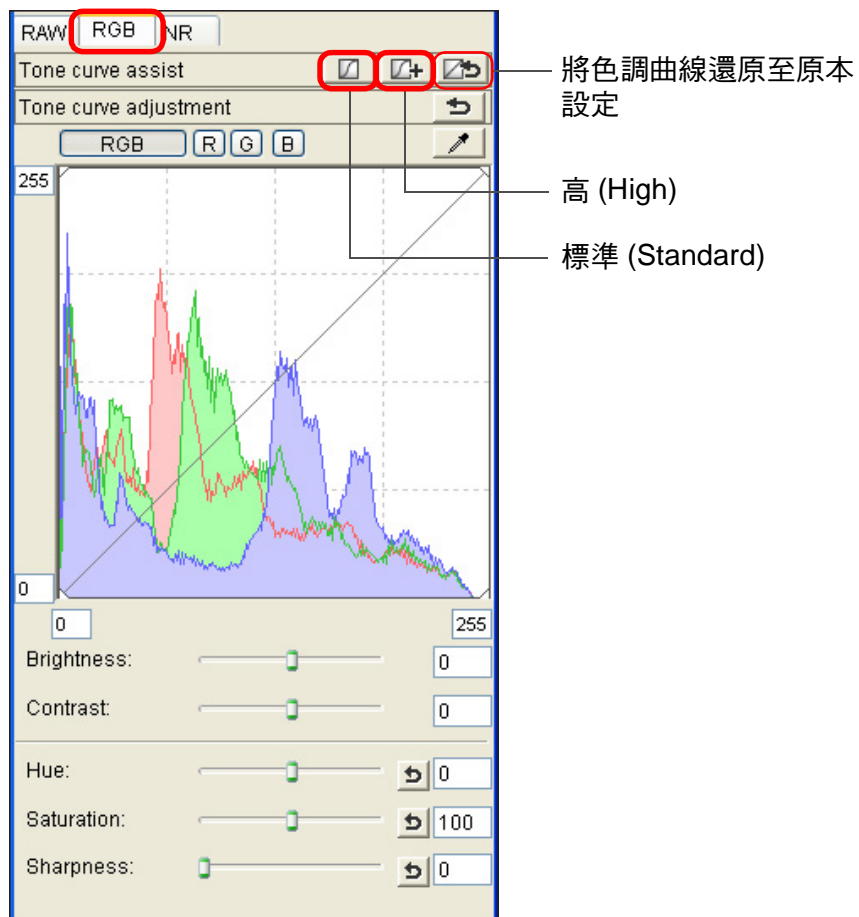 RAW RGB NR
Tone curve assist
將色調曲線還原至原本
設定
Tone curve adjustment
RGB R G B
高 (High)
255
標準 (Standard)
0
0 255
Brightness: 0
Contrast: 0
Hue: 0
Saturation: 100
Sharpness: 0